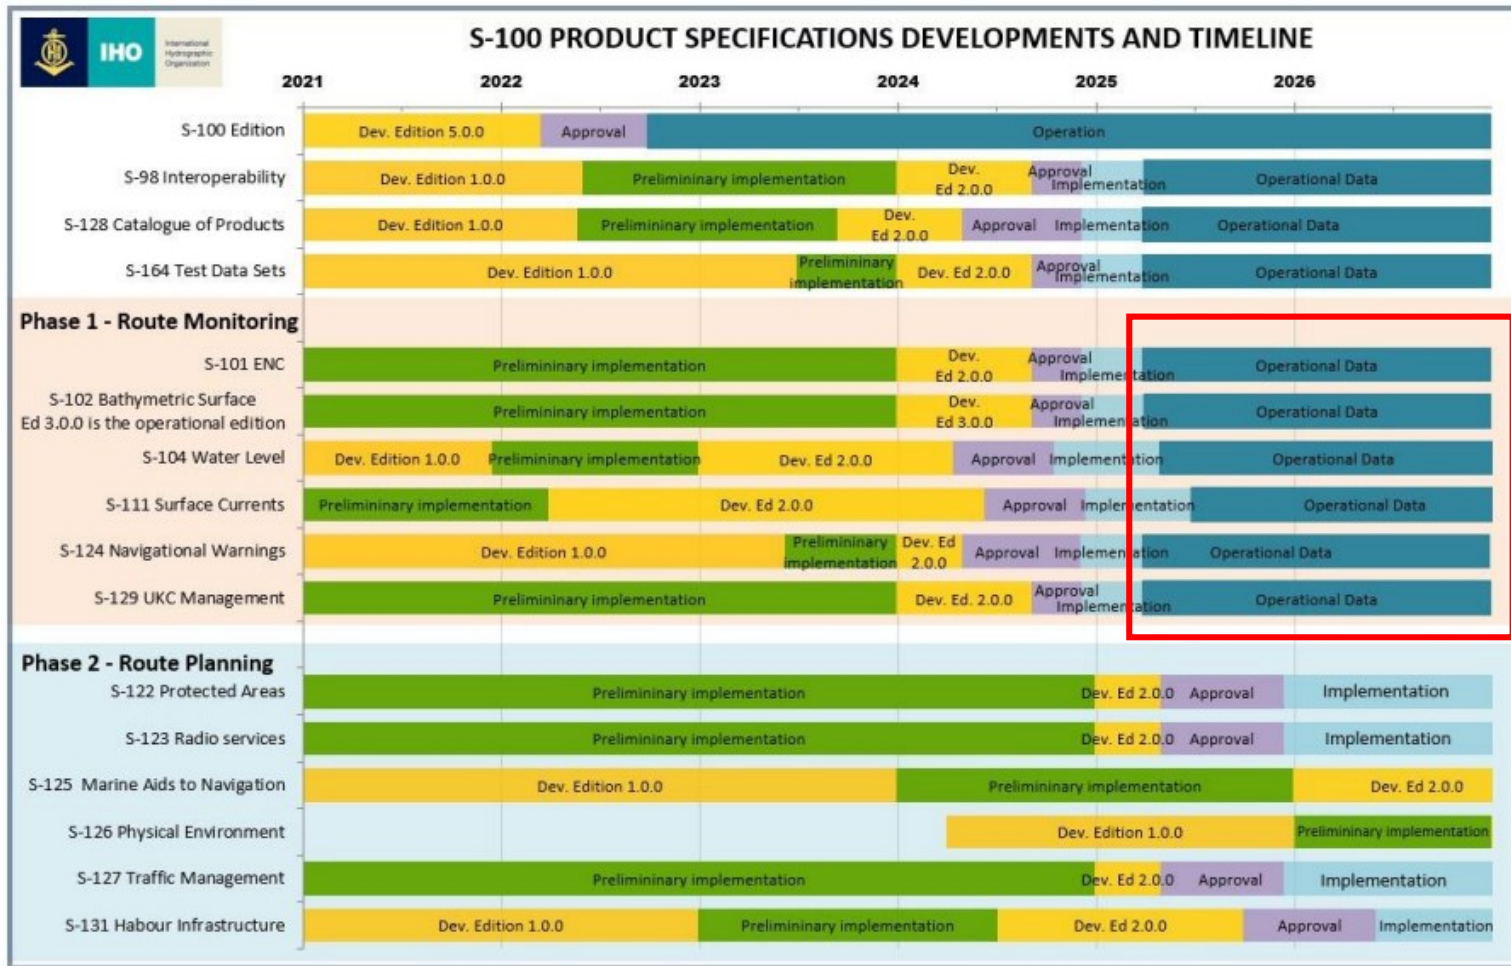 IHO
International
Hydrographic
Organization
S-100 PRODUCT SPECIFICATIONS DEVELOPMENTS AND TIMELINE
2021 2022 2023 2024 2025 2026
S-100 Edition Dev. Edition 5.0.0 Approval Operation
S-98 Interoperability Dev. Edition 1.0.0 Prelimininary implementation Dev. Ed 2.0.0 Approval Implementation Operational Data
S-128 Catalogue of Products Dev. Edition 1.0.0 Prelimininary implementation Dev. Ed 2.0.0 Approval Implementation Operational Data
S-164 Test Data Sets Dev. Edition 1.0.0 Prelimininary implementation Dev. Ed 2.0.0 Approval Implementation Operational Data
Phase 1 - Route Monitoring
S-101 ENC Prelimininary implementation Dev. Ed 2.0.0 Approval Implementation Operational Data
S-102 Bathymetric Surface
Ed 3.0.0 is the operational edition Prelimininary implementation Dev. Ed 3.0.0 Approval Implementation Operational Data
S-104 Water Level Dev. Edition 1.0.0 Prelimininary implementation Dev. Ed 2.0.0 Approval Implementation Operational Data
S-111 Surface Currents Prelimininary implementation Dev. Ed 2.0.0 Approval Implementation Operational Data
S-124 Navigational Warnings Dev. Edition 1.0.0 Prelimininary implementation Dev. Ed 2.0.0 Approval Implementation Operational Data
S-129 UKC Management Prelimininary implementation Dev. Ed. 2.0.0 Approval Implementation Operational Data
Phase 2 - Route Planning
S-122 Protected Areas Prelimininary implementation Dev. Ed 2.0.0 Approval Implementation
S-123 Radio services Prelimininary implementation Dev. Ed 2.0.0 Approval Implementation
S-125 Marine Aids to Navigation Dev. Edition 1.0.0 Prelimininary implementation Dev. Ed 2.0.0
S-126 Physical Environment Dev. Edition 1.0.0 Prelimininary implementation
S-127 Traffic Management Prelimininary implementation Dev. Ed 2.0.0 Approval Implementation
S-131 Habour Infrastructure Dev. Edition 1.0.0 Prelimininary implementation Dev. Ed 2.0.0 Approval Implementation